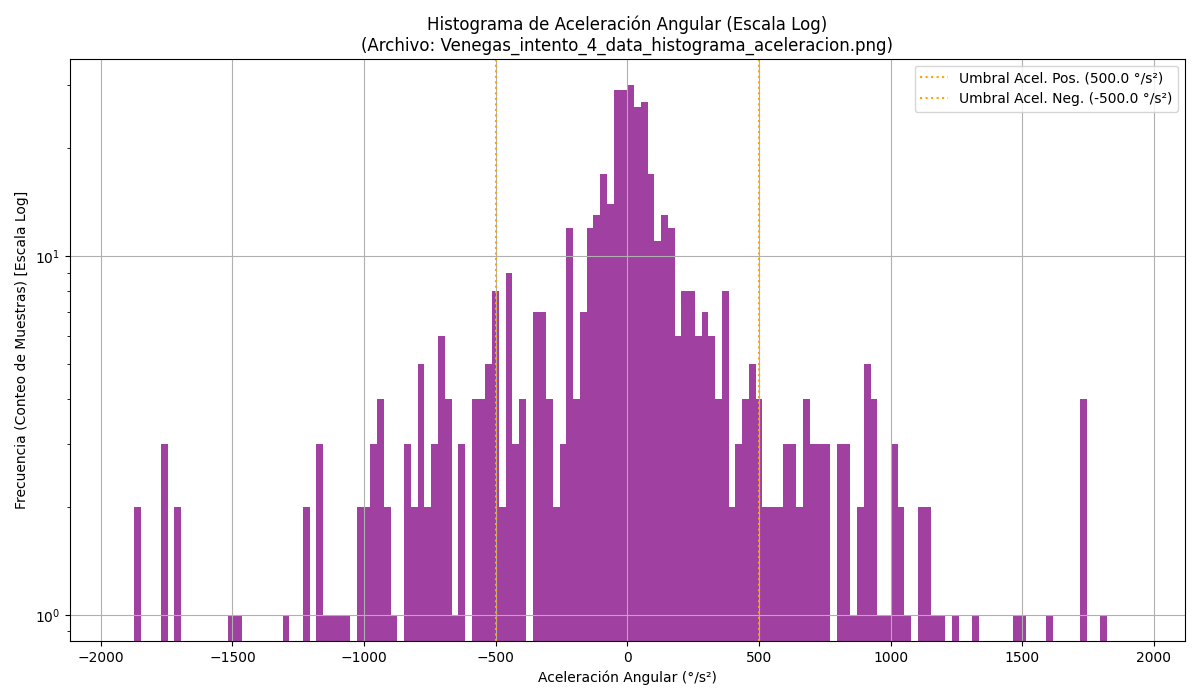 Histograma de Aceleración Angular (Escala Log)
(Archivo: Venegas_intento_4_data_histograma_aceleracion.png)
Umbral Acel. Pos. (500.0 °/s²)
Umbral Acel. Neg. (-500.0 °/s²)
Frecuencia (Conteo de Muestras) [Escala Log]
10¹
10⁰
−2000 −1500 −1000 −500 0 500 1000 1500 2000
Aceleración Angular (°/s²)